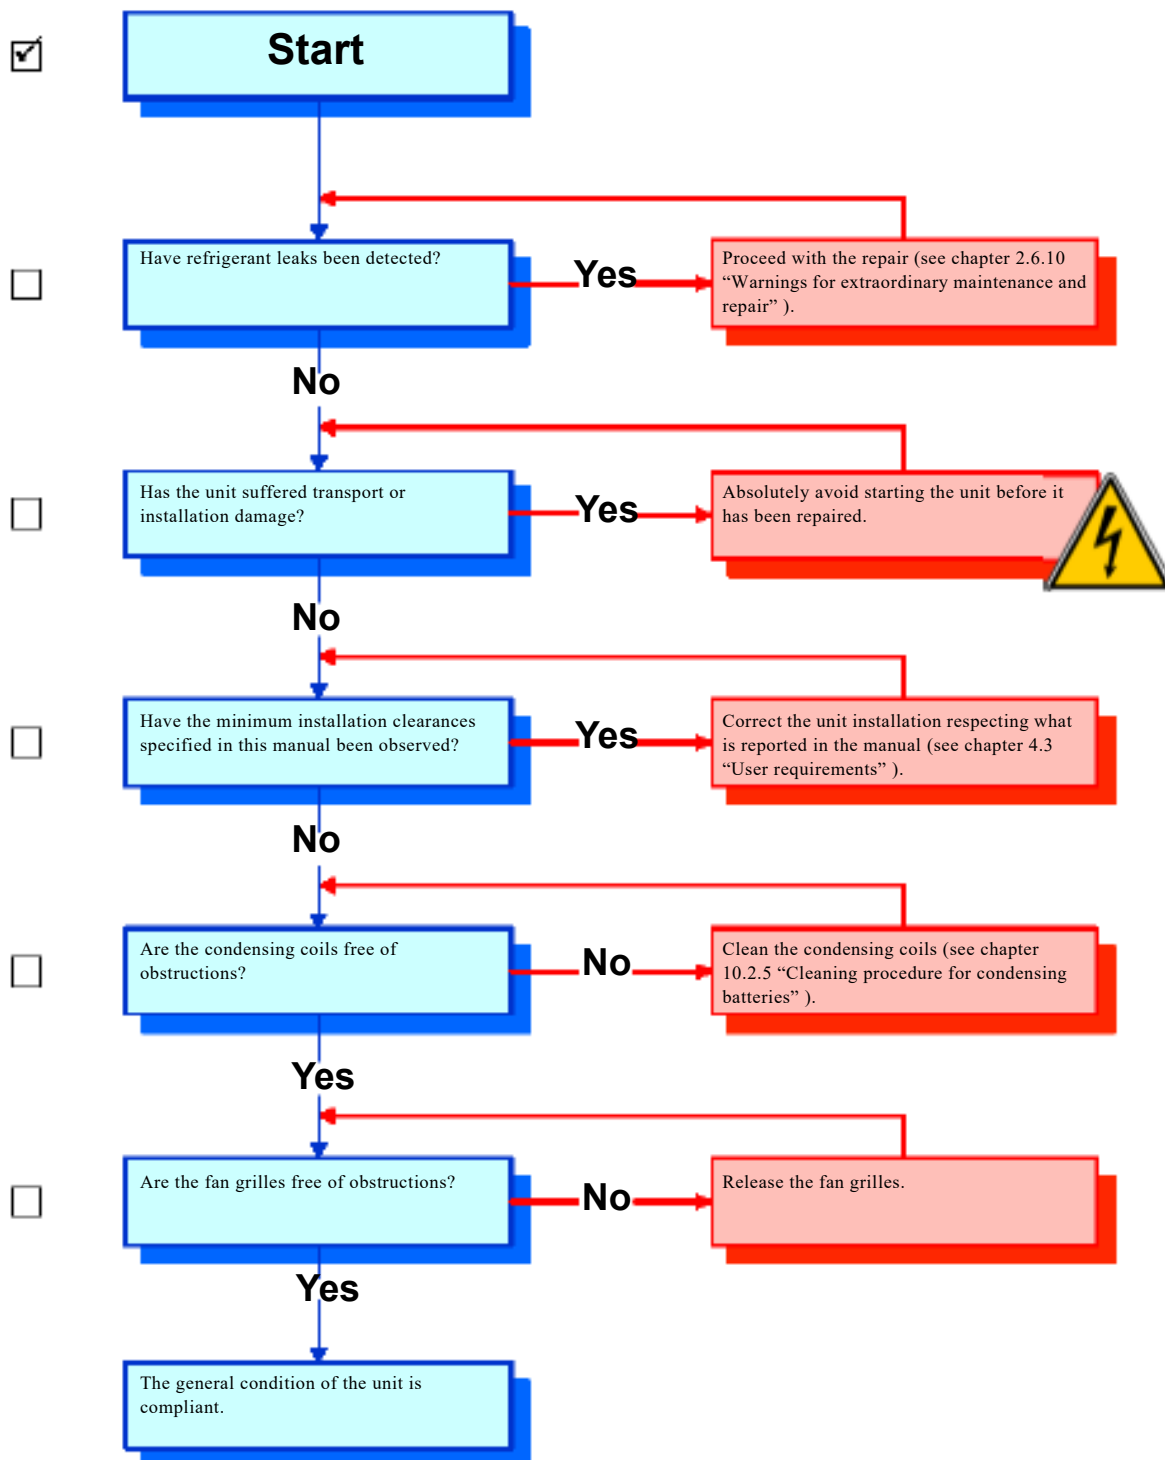 Start
Have refrigerant leaks been detected?
Yes
Proceed with the repair (see chapter 2.6.10
“Warnings for extraordinary maintenance and
repair” ).
No
Has the unit suffered transport or
installation damage?
Yes
Absolutely avoid starting the unit before it
has been repaired.
No
Have the minimum installation clearances
specified in this manual been observed?
Yes
Correct the unit installation respecting what
is reported in the manual (see chapter 4.3
“User requirements” ).
No
Are the condensing coils free of
obstructions?
No
Clean the condensing coils (see chapter
10.2.5 “Cleaning procedure for condensing
batteries” ).
Yes
Are the fan grilles free of obstructions?
No
Release the fan grilles.
Yes
The general condition of the unit is
compliant.